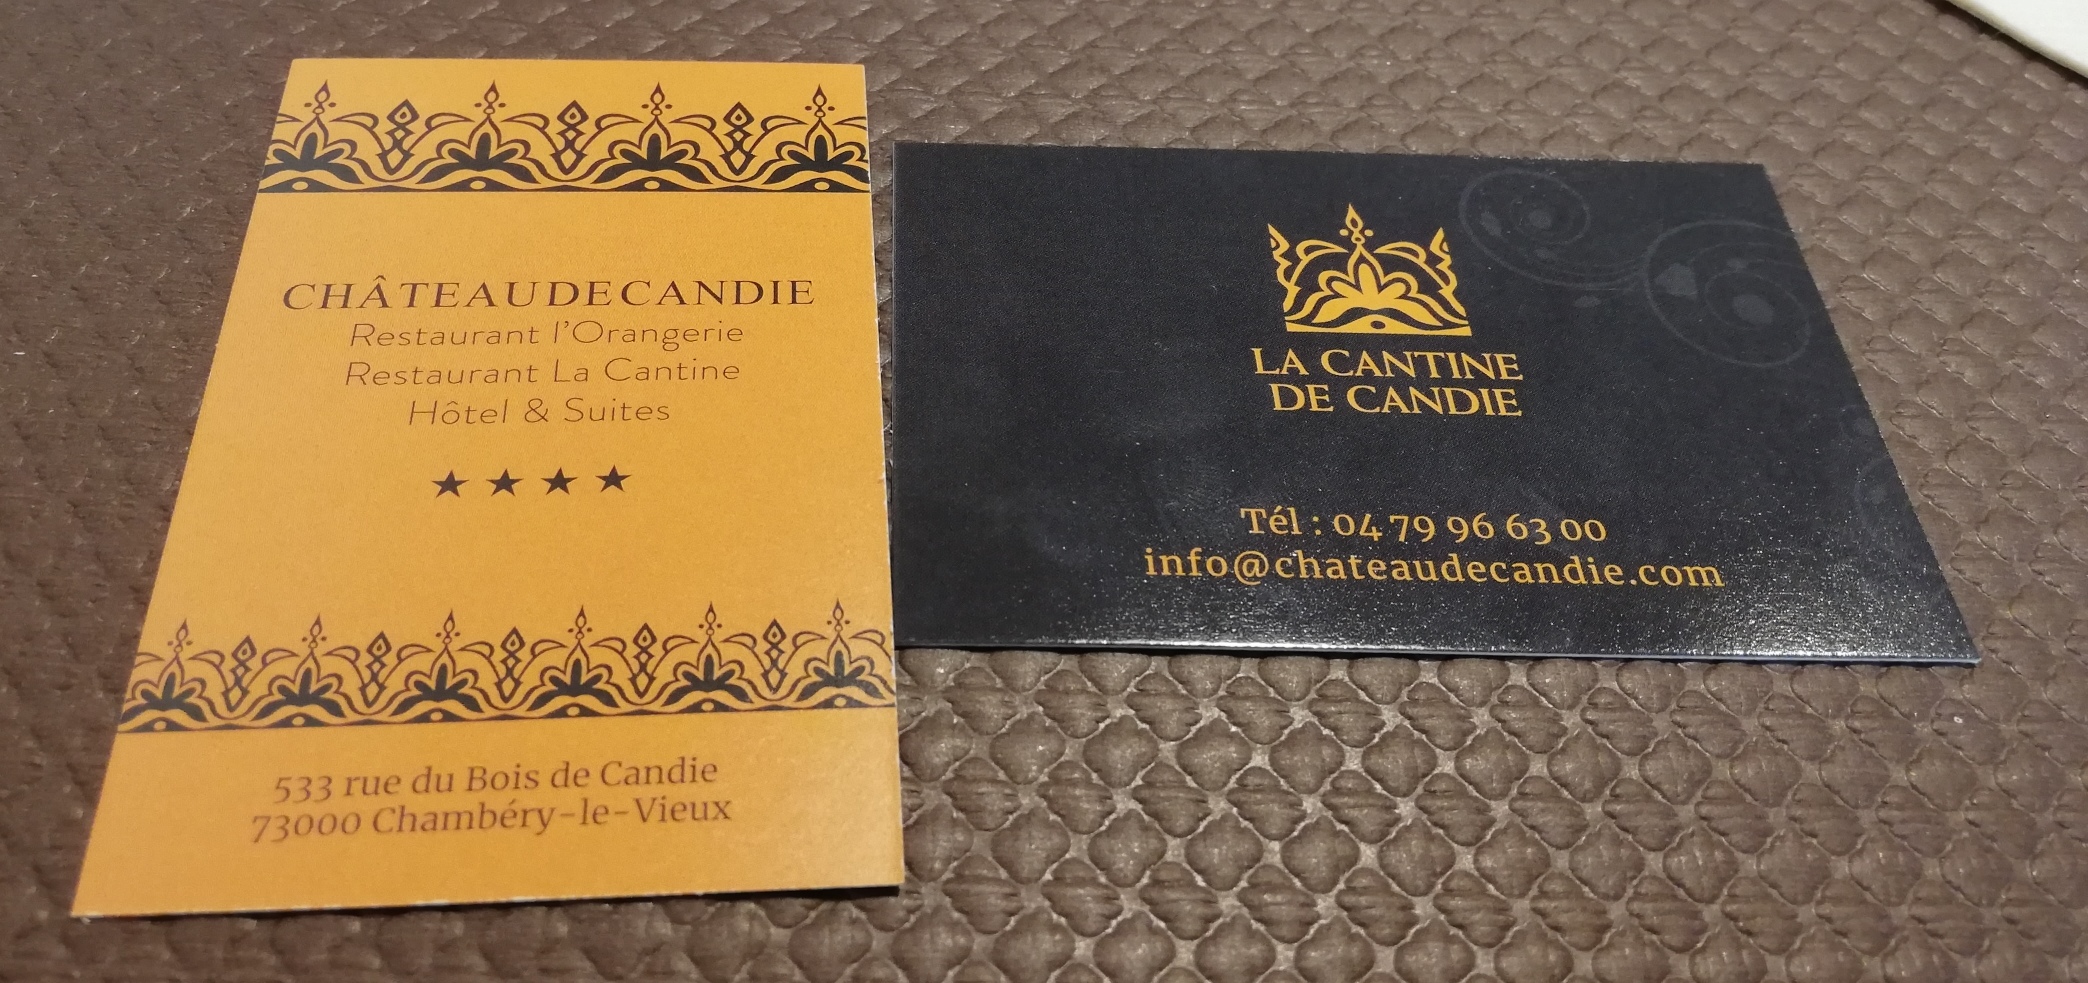 CHÂTEAUDECANDIE
Restaurant l'Orangerie
Restaurant La Cantine
Hôtel & Suites
★ ★ ★ ★
533 rue du Bois de Candie
73000 Chambéry-le-Vieux
LA CANTINE
DE CANDIE
Tél : 04 79 96 63 00
info@chateaudecandie.com